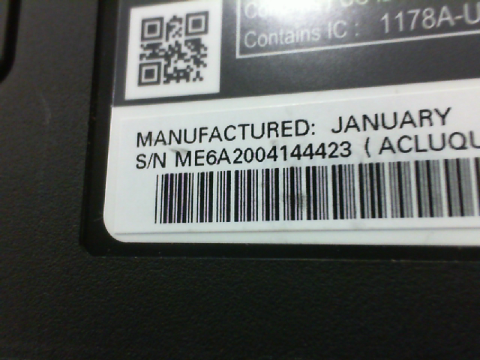 Contains IC : 1178A-U
MANUFACTURED: JANUARY
S/N ME6A2004144423 ( ACLUQU